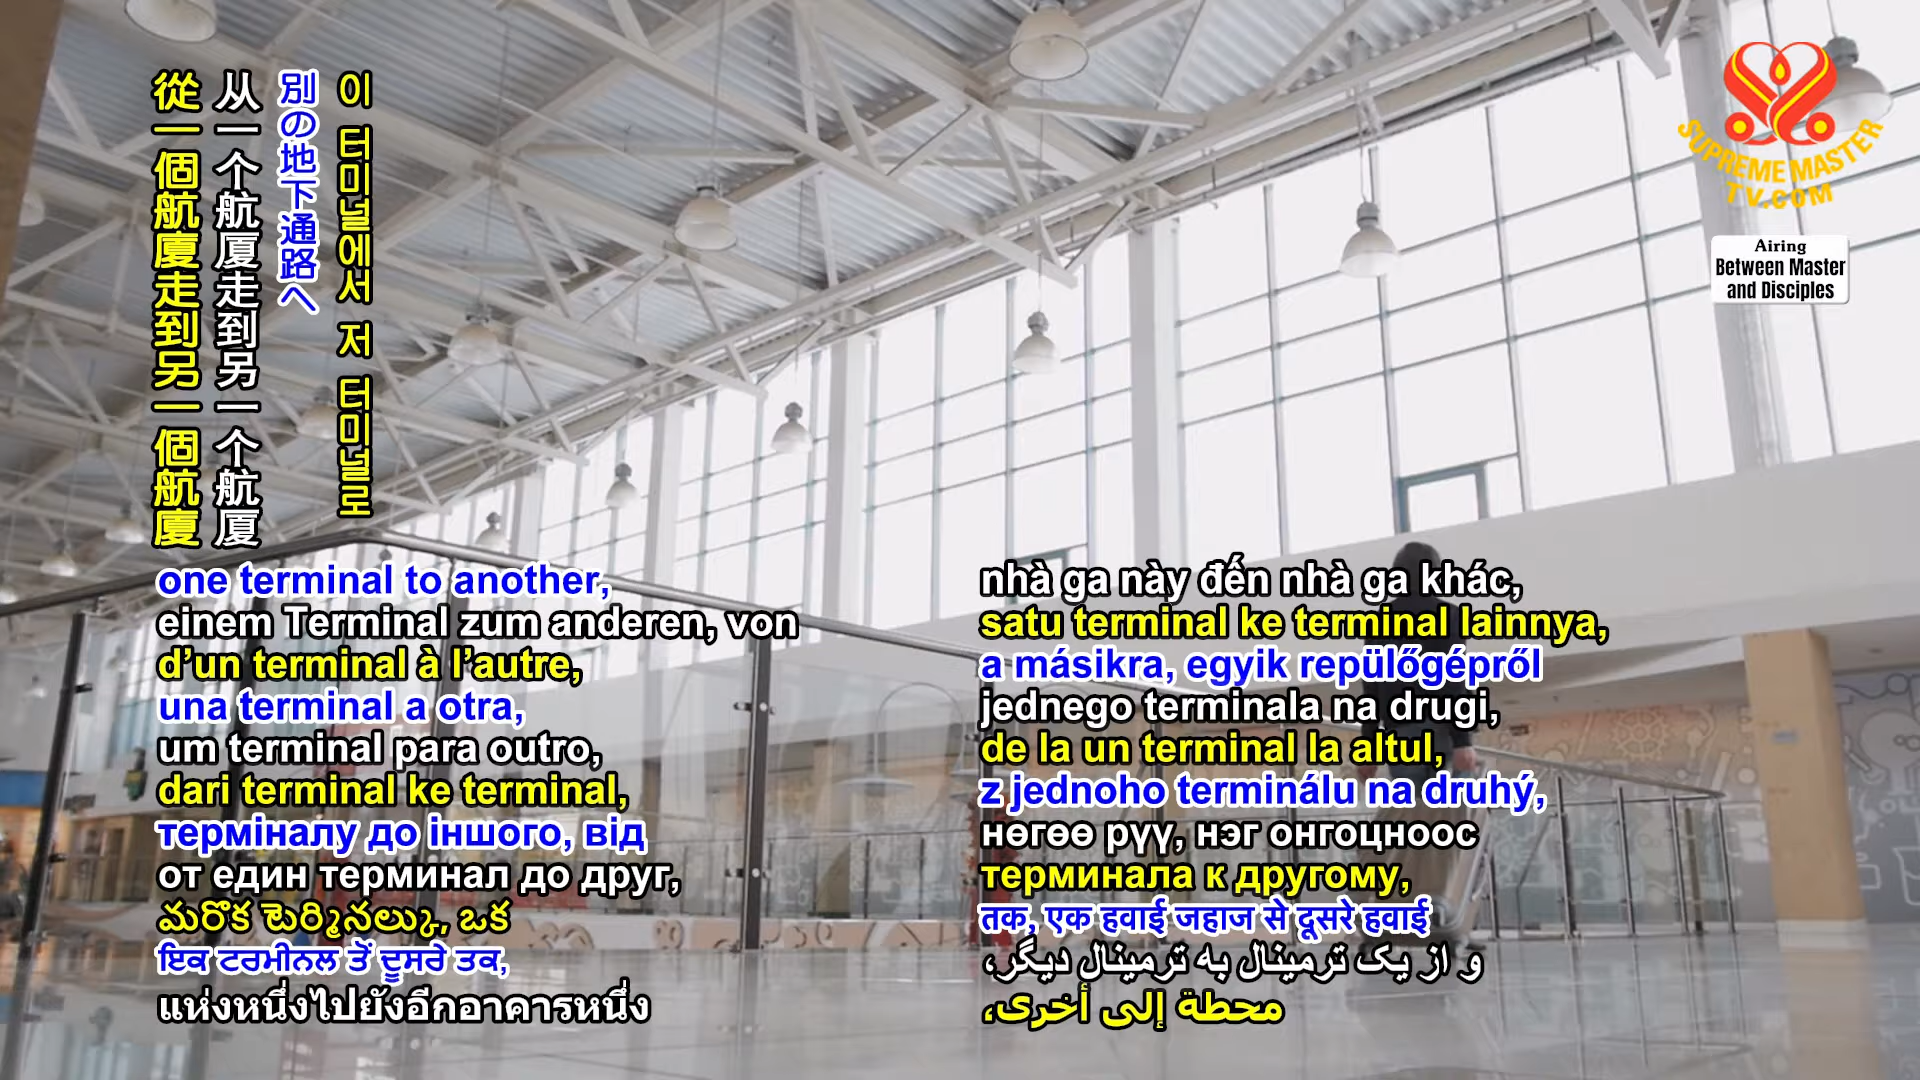 從一個航廈走到另一個航廈
从一个航厦走到另一个航厦
別の地下通路へ
이 터미널에서 저 터미널로
SUPREME MASTER
TV.COM
Airing
Between Master
and Disciples
one terminal to another,
einem Terminal zum anderen, von
d’un terminal à l’autre,
una terminal a otra,
um terminal para outro,
dari terminal ke terminal,
терміналу до іншого, від
от един терминал до друг,
మరొక టెర్మినల్కు, ఒక
ਇਕ ਟਰਮੀਨਲ ਤੋਂ ਦੂਸਰੇ ਤਕ,
แห่งหนึ่งไปยังอีกอาคารหนึ่ง
nhà ga này đến nhà ga khác,
satu terminal ke terminal lainnya,
a másikra, egyik repülőgépről
jednego terminala na drugi,
de la un terminal la altul,
z jednoho terminálu na druhý,
нөгөө рүү, нэг онгоцноос
терминала к другому,
तक, एक हवाई जहाज से दूसरे हवाई
و از یک ترمینال به ترمینال دیگر،
محطة إلى أخرى،